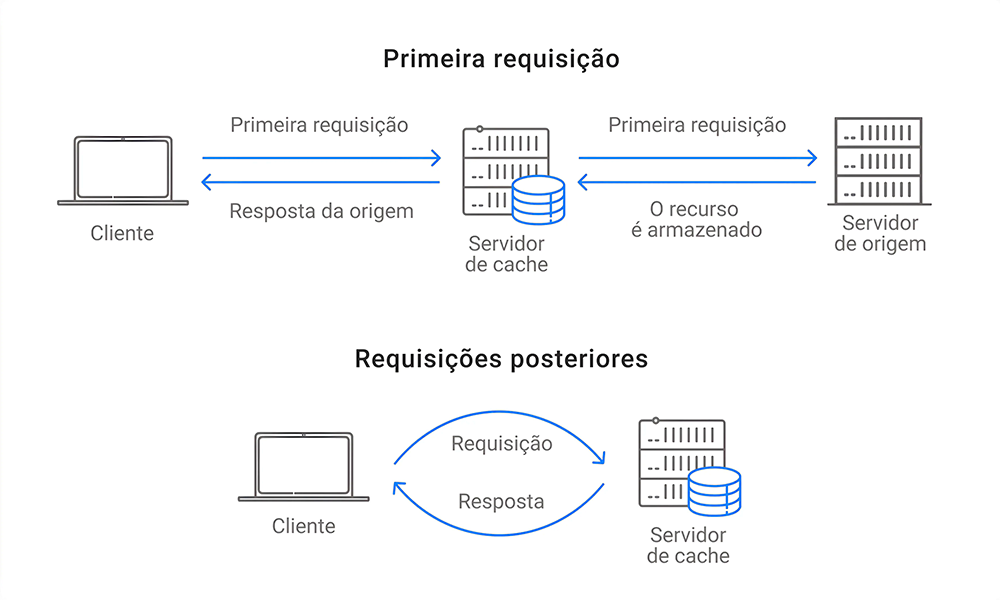 Primeira requisição
Primeira requisição
Primeira requisição
Resposta da origem
O recurso
é armazenado
Cliente
Servidor
de cache
Servidor
de origem
Requisições posteriores
Requisição
Resposta
Cliente
Servidor
de cache